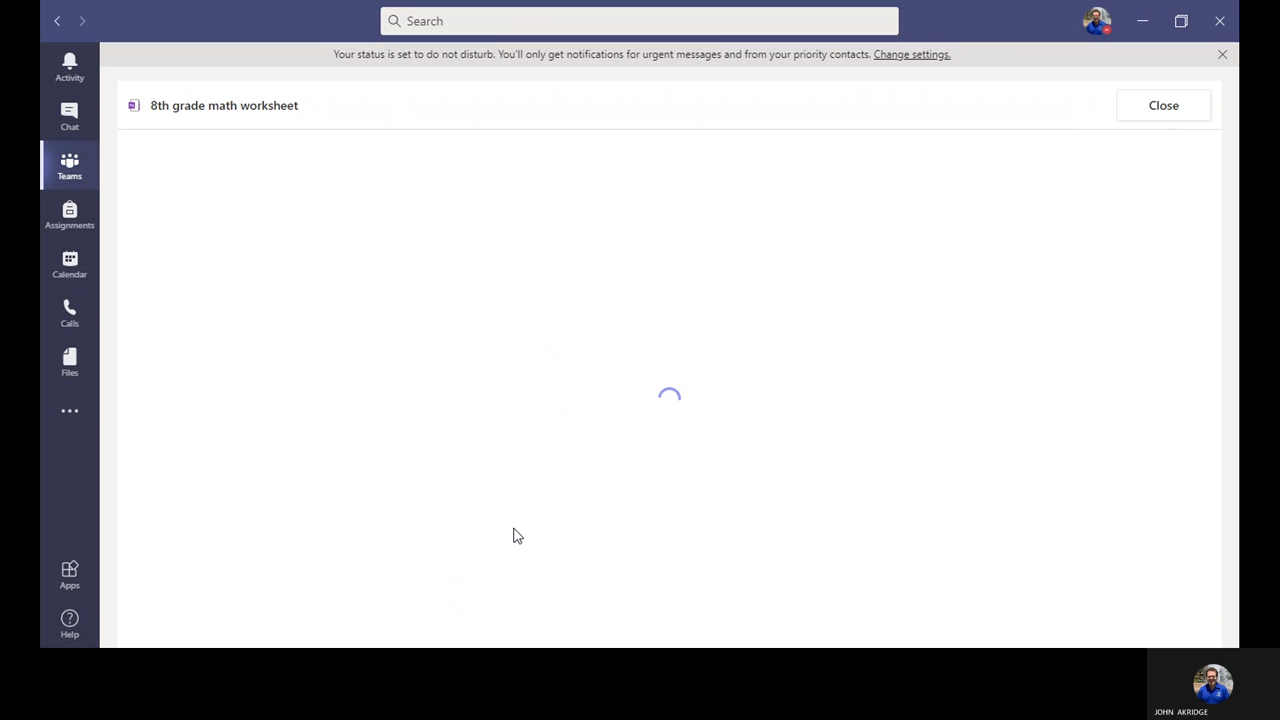 Search
Your status is set to do not disturb. You'll only get notifications for urgent messages and from your priority contacts. Change settings.
Activity
8th grade math worksheet
Close
Chat
Teams
Assignments
Calendar
Calls
Files
Apps
Help
JOHN AKRIDGE